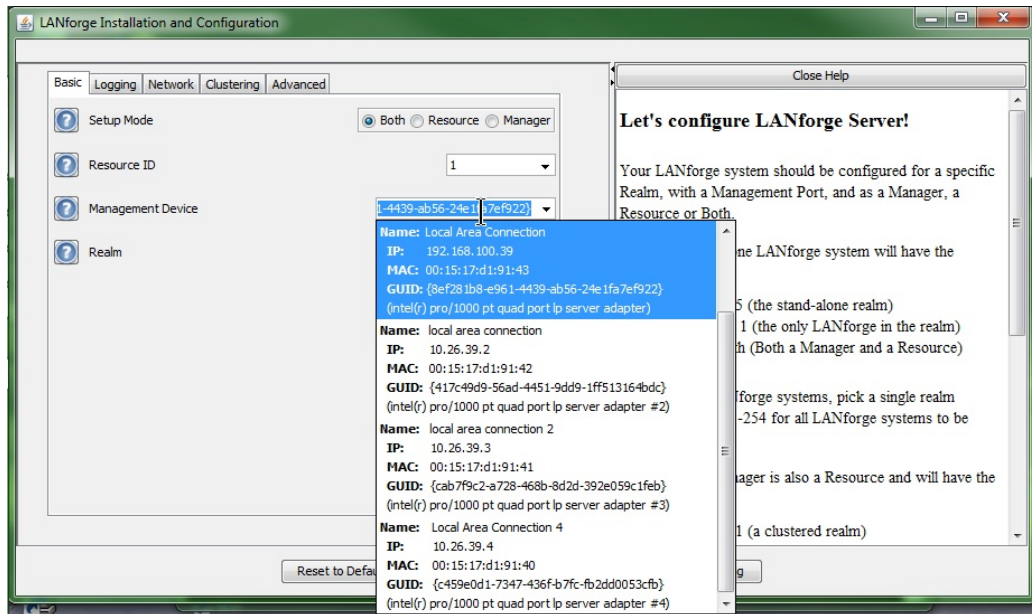 LANforge Installation and Configuration
Basic Logging Network Clustering Advanced
Setup Mode
Both Resource Manager
Resource ID
1
Management Device
1-4439-ab56-24e1fa7ef922}
Realm
Name: Local Area Connection
IP: 192.168.100.39
MAC: 00:15:17:d1:91:43
GUID: {8ef281b8-e961-4439-ab56-24e1fa7ef922}
(intel(r) pro/1000 pt quad port lp server adapter)
Name: local area connection
IP: 10.26.39.2
MAC: 00:15:17:d1:91:42
GUID: {417c49d9-56ad-4451-9dd9-1ff513164bdc}
(intel(r) pro/1000 pt quad port lp server adapter #2)
Name: local area connection 2
IP: 10.26.39.3
MAC: 00:15:17:d1:91:41
GUID: {cab7f9c2-a728-468b-8d2d-392e059c1feb}
(intel(r) pro/1000 pt quad port lp server adapter #3)
Name: Local Area Connection 4
IP: 10.26.39.4
MAC: 00:15:17:d1:91:40
GUID: {c459e0d1-7347-436f-b7fc-fb2dd0053cfb}
(intel(r) pro/1000 pt quad port lp server adapter #4)
Reset to
Close Help
Let's configure LANforge Server!
Your LANforge system should be configured for a specific
Realm, with a Management Port, and as a Manager, a
Resource or Both.
LANforge system will have the
5 (the stand-alone realm)
1 (the only LANforge in the realm)
(Both a Manager and a Resource)
systems, pick a single realm
-254 for all LANforge systems to be
is also a Resource and will have the
1 (a clustered realm)